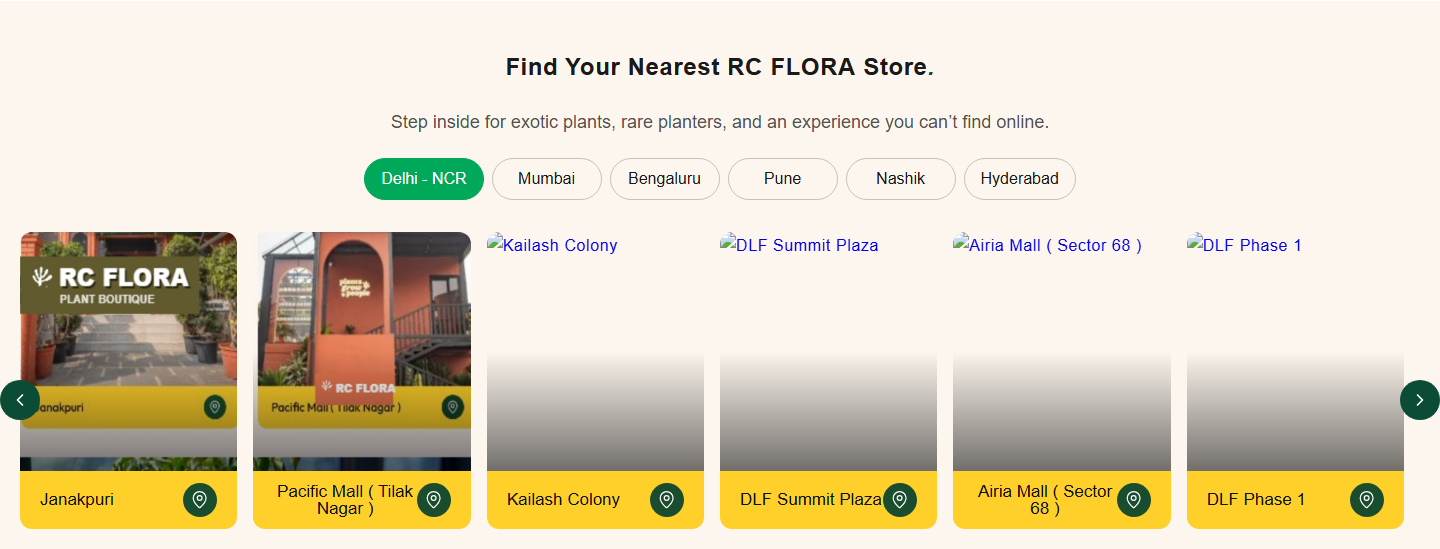 Find Your Nearest RC FLORA Store.
Step inside for exotic plants, rare planters, and an experience you can’t find online.
Delhi - NCR
Mumbai
Bengaluru
Pune
Nashik
Hyderabad
RC FLORA
PLANT BOUTIQUE
Janakpuri
Janakpuri
plants
grow
people
RC FLORA
Pacific Mall ( Tilak Nagar )
Pacific Mall ( Tilak
Nagar )
Kailash Colony
Kailash Colony
DLF Summit Plaza
DLF Summit Plaza
Airia Mall ( Sector 68 )
Airia Mall ( Sector
68 )
DLF Phase 1
DLF Phase 1